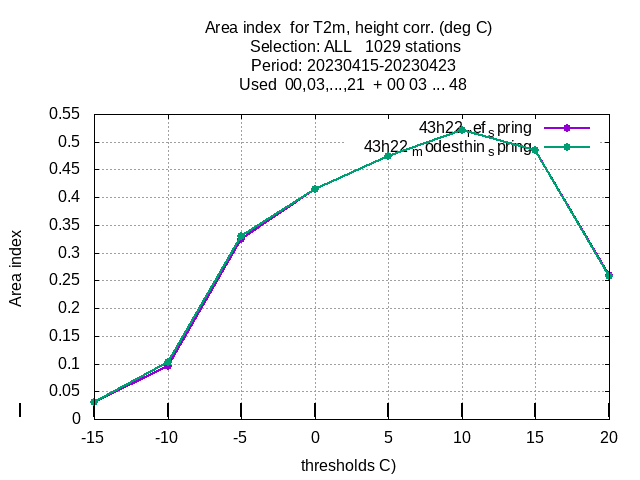 Area index  for T2m, height corr. (deg C)
Selection: ALL   1029 stations
Period: 20230415-20230423
Used  00,03,...,21  + 00 03 ... 48
43h22_ref_spring
43h22_modesthin_spring
0.55
0.5
0.45
0.4
0.35
0.3
0.25
0.2
0.15
0.1
0.05
0
Area index
-15 -10 -5 0 5 10 15 20
thresholds C)